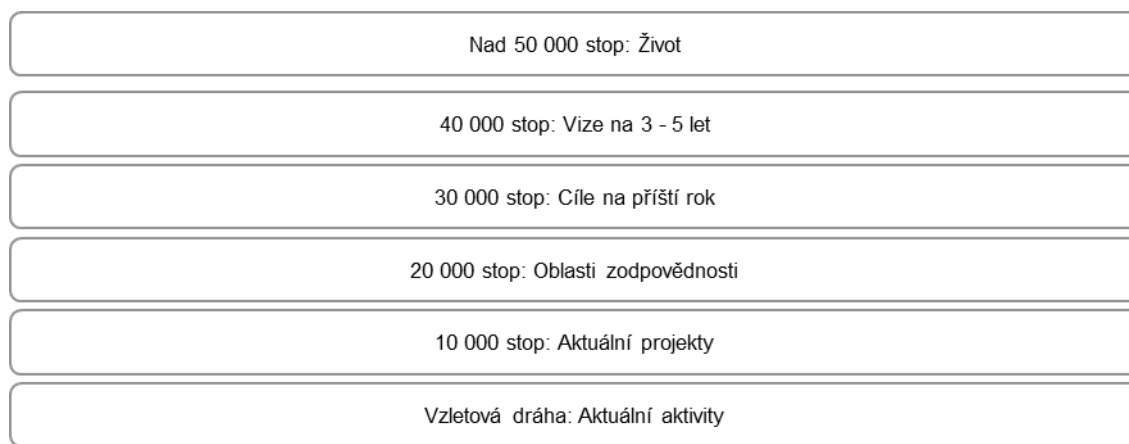 Nad 50 000 stop: Život
40 000 stop: Vize na 3 - 5 let
30 000 stop: Cíle na příští rok
20 000 stop: Oblasti zodpovědnosti
10 000 stop: Aktuální projekty
Vzletová dráha: Aktuální aktivity